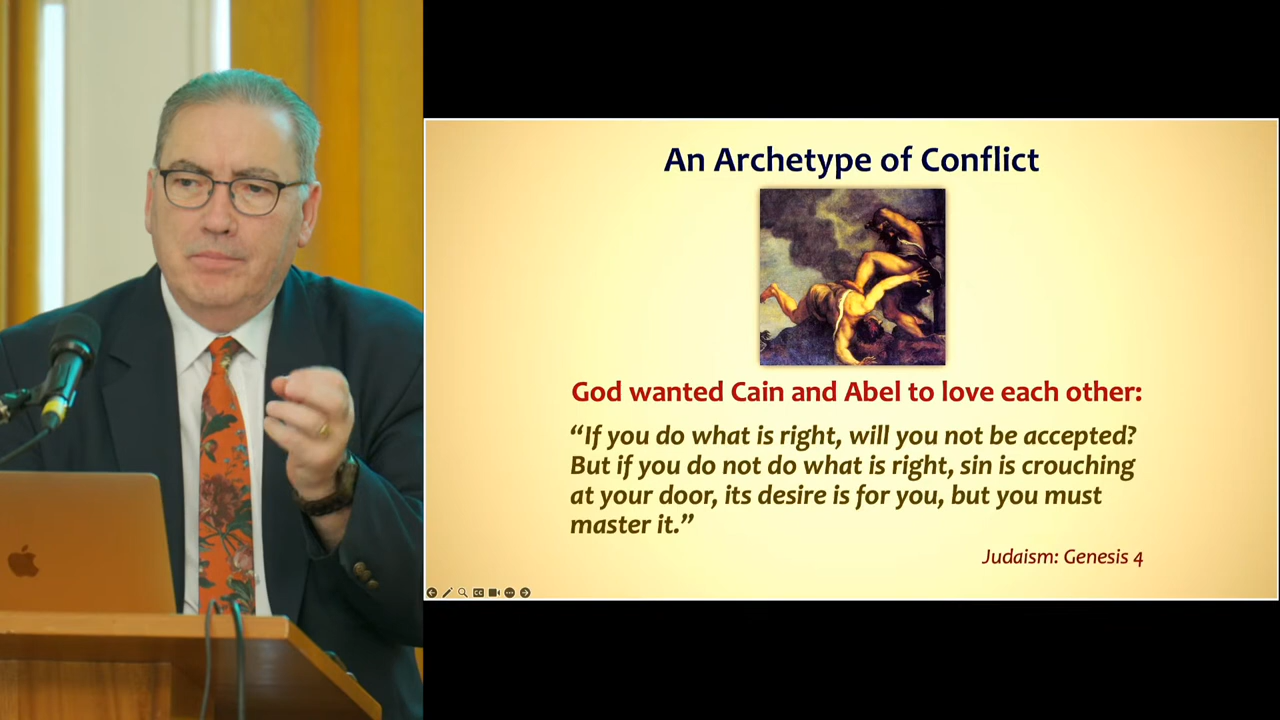 An Archetype of Conflict
God wanted Cain and Abel to love each other:
“If you do what is right, will you not be accepted?
But if you do not do what is right, sin is crouching
at your door, its desire is for you, but you must
master it.”
Judaism: Genesis 4